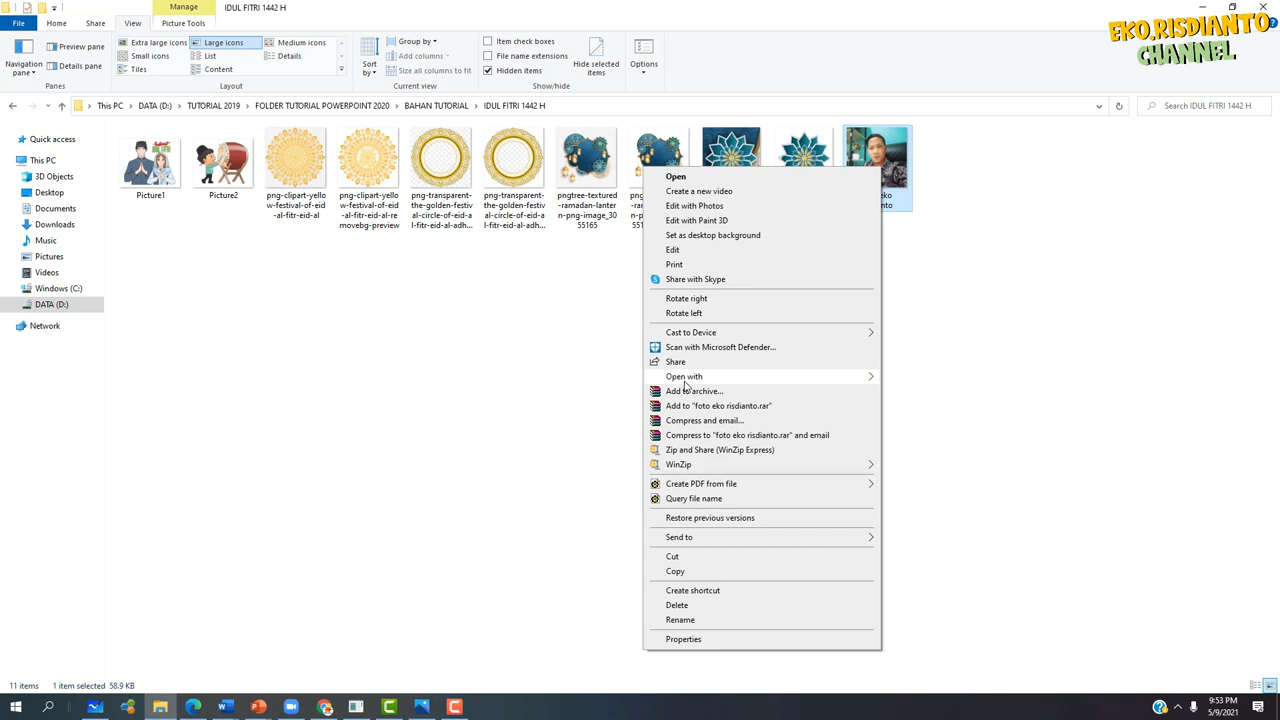 Manage
IDUL FITRI 1442 H
File
Home
Share
View
Picture Tools
EKO.RISDIANTO
CHANNEL
Navigation
pane
Preview pane
Details pane
Panes
Extra large icons
Large icons
Medium icons
Small icons
List
Details
Tiles
Content
Layout
Sort
by
Group by
Add columns
Size all columns to fit
Current view
Item check boxes
File name extensions
Hidden items
Hide selected
items
Show/hide
Options
This PC
DATA (D:)
TUTORIAL 2019
FOLDER TUTORIAL POWERPOINT 2020
BAHAN TUTORIAL
IDUL FITRI 1442 H
Search IDUL FITRI 1442 H
Quick access
This PC
3D Objects
Desktop
Documents
Downloads
Music
Pictures
Videos
Windows (C:)
DATA (D:)
Network
Picture1
Picture2
png-clipart-yello
w-festival-of-eid
-al-fitr-eid-al
png-clipart-yello
w-festival-of-eid
-al-fitr-eid-al-re
movebg-preview
png-transparent-
the-golden-festi
val-circle-of-eid-a
l-fitr-eid-al-adh...
png-transparent-
the-golden-festi
val-circle-of-eid-a
l-fitr-eid-al-adh...
pngtree-textured
-ramadan-lanter
n-png-image_30
55165
eko
Open
Create a new video
Edit with Photos
Edit with Paint 3D
Set as desktop background
Edit
Print
Share with Skype
Rotate right
Rotate left
Cast to Device
Scan with Microsoft Defender...
Share
Open with
Add to archive...
Add to "foto eko risdianto.rar"
Compress and email...
Compress to "foto eko risdianto.rar" and email
Zip and Share (WinZip Express)
WinZip
Create PDF from file
Query file name
Restore previous versions
Send to
Cut
Copy
Create shortcut
Delete
Rename
Properties
11 items
1 item selected
58.9 KB
9:53 PM
5/9/2021